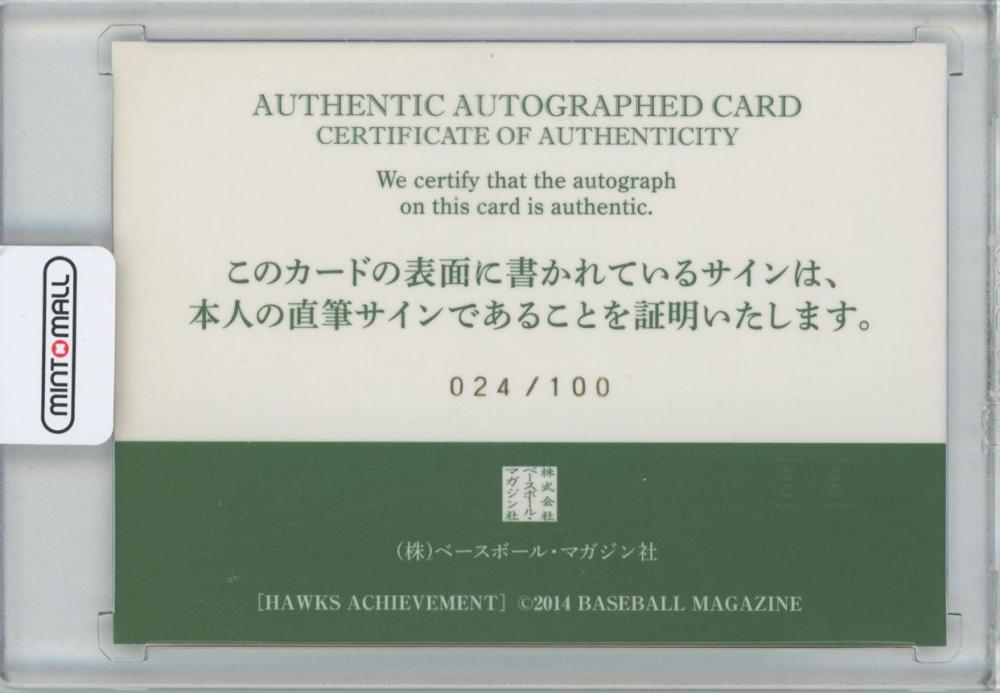 AUTHENTIC AUTOGRAPHED CARD
CERTIFICATE OF AUTHENTICITY
We certify that the autograph
on this card is authentic.
このカードの表面に書かれているサインは、
本人の直筆サインであることを証明いたします。
024/100
MINTMALL
株式会社
ベースボール・
マガジン社
(株)ベースボール・マガジン社
[HAWKS ACHIEVEMENT] ©2014 BASEBALL MAGAZINE